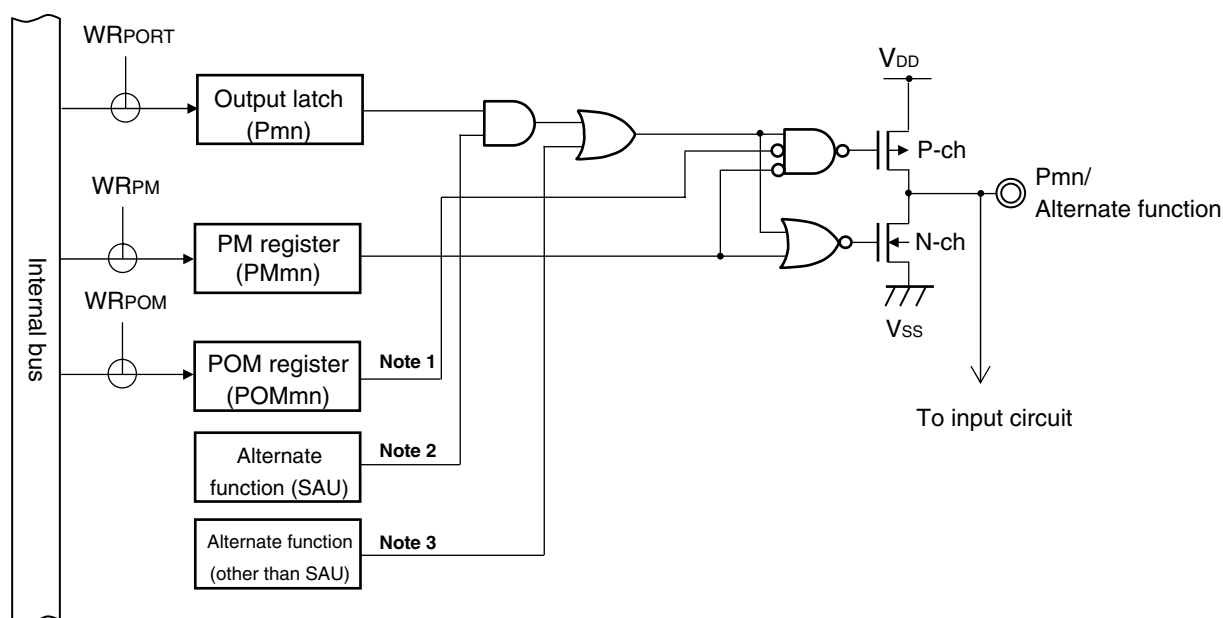 WRPORT
Output latch
(Pmn)
WRPM
PM register
(PMmn)
WRPOM
POM register
(POMmn)
Note 1
Alternate
function (SAU)
Note 2
Alternate function
(other than SAU)
Note 3
Internal bus
VDD
P-ch
Pmn/
Alternate function
N-ch
VSS
To input circuit